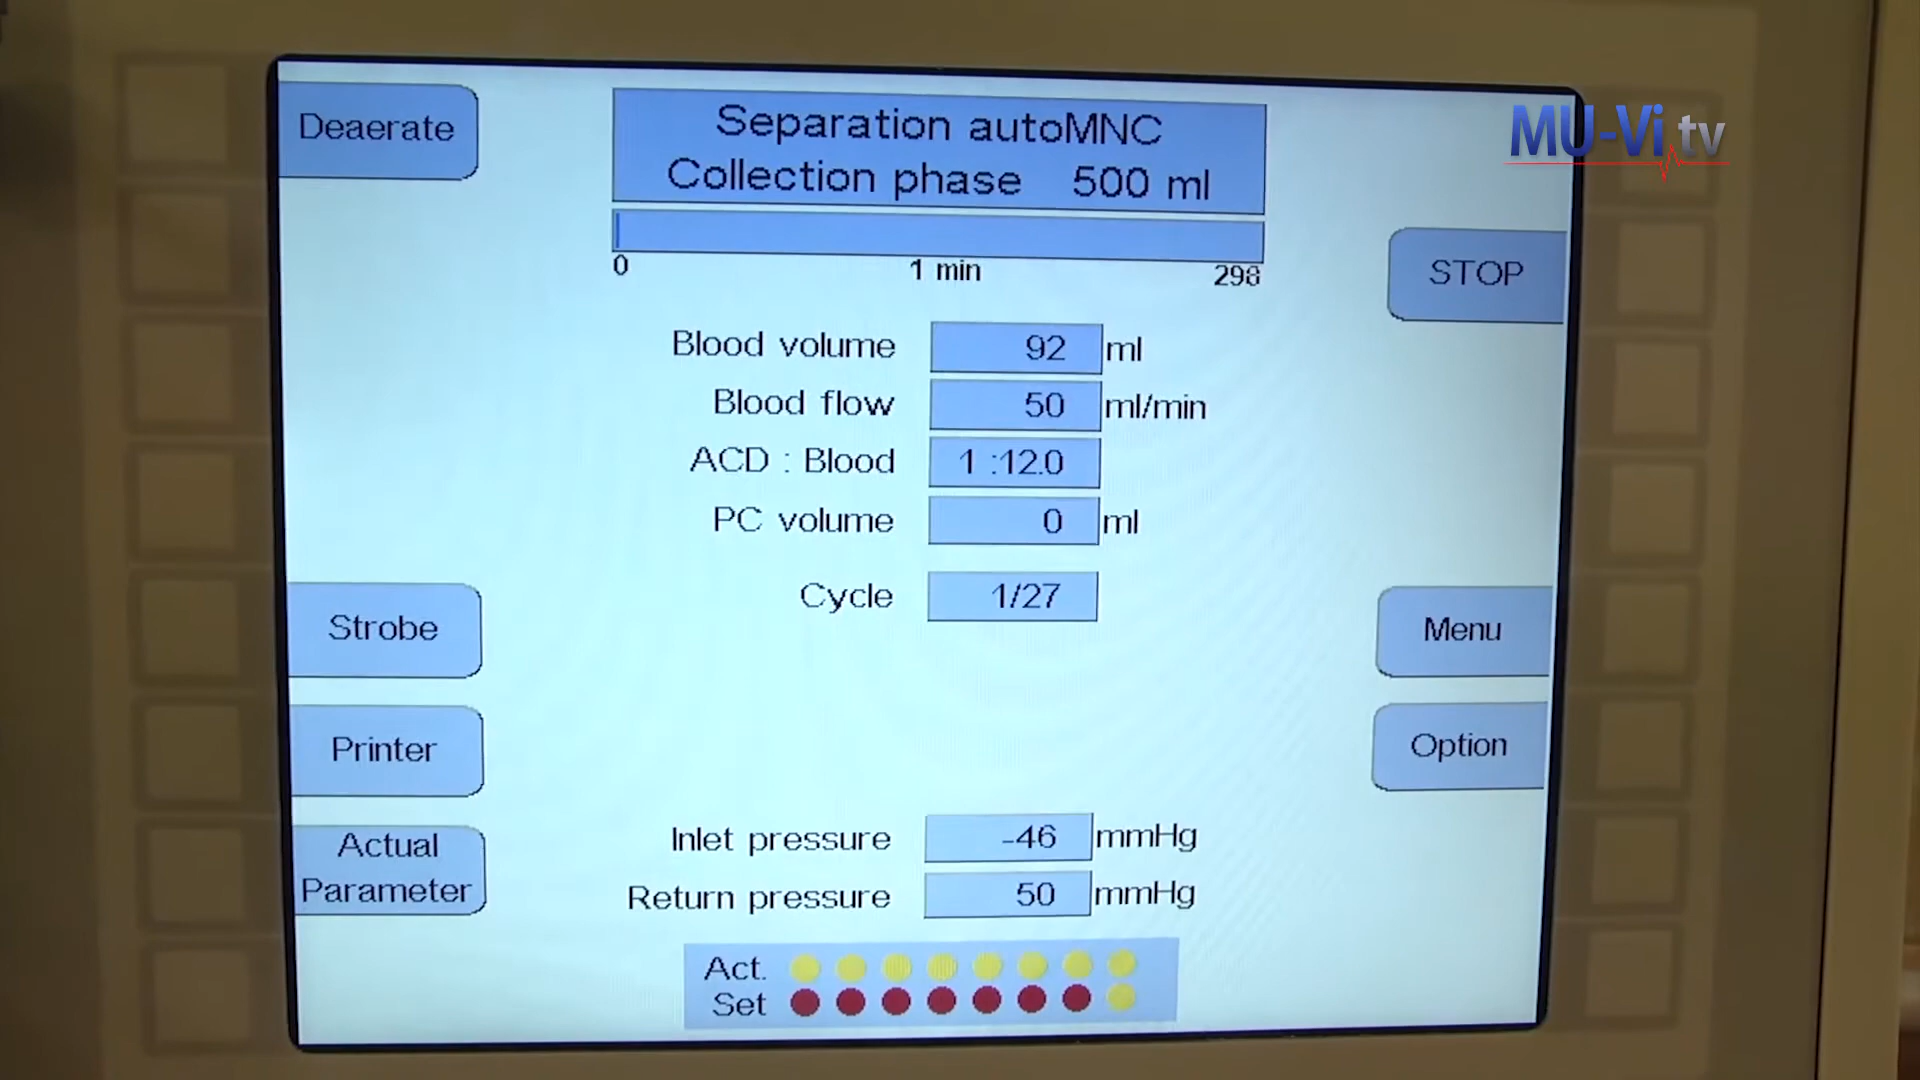 MU-Vi tv
Deaerate
Separation autoMNC
Collection phase 500 ml
0 1 min 298
STOP
Blood volume 92 ml
Blood flow 50 ml/min
ACD : Blood 1 :12.0
PC volume 0 ml
Cycle 1/27
Strobe
Menu
Printer
Option
Actual
Parameter
Inlet pressure -46 mmHg
Return pressure 50 mmHg
Act.
Set